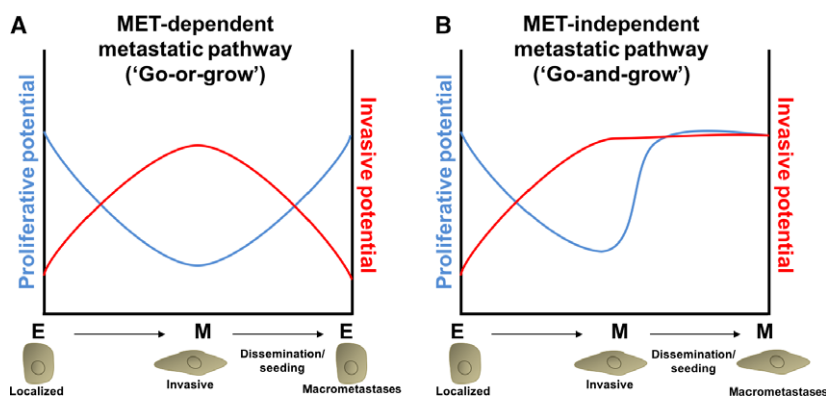 A
MET-dependent
metastatic pathway
('Go-or-grow')
Proliferative potential
Invasive potential
E
M
E
Dissemination/
seeding
Localized
Invasive
Macrometastases
B
MET-independent
metastatic pathway
('Go-and-grow')
Proliferative potential
Invasive potential
E
M
M
Dissemination/
seeding
Localized
Invasive
Macrometastases